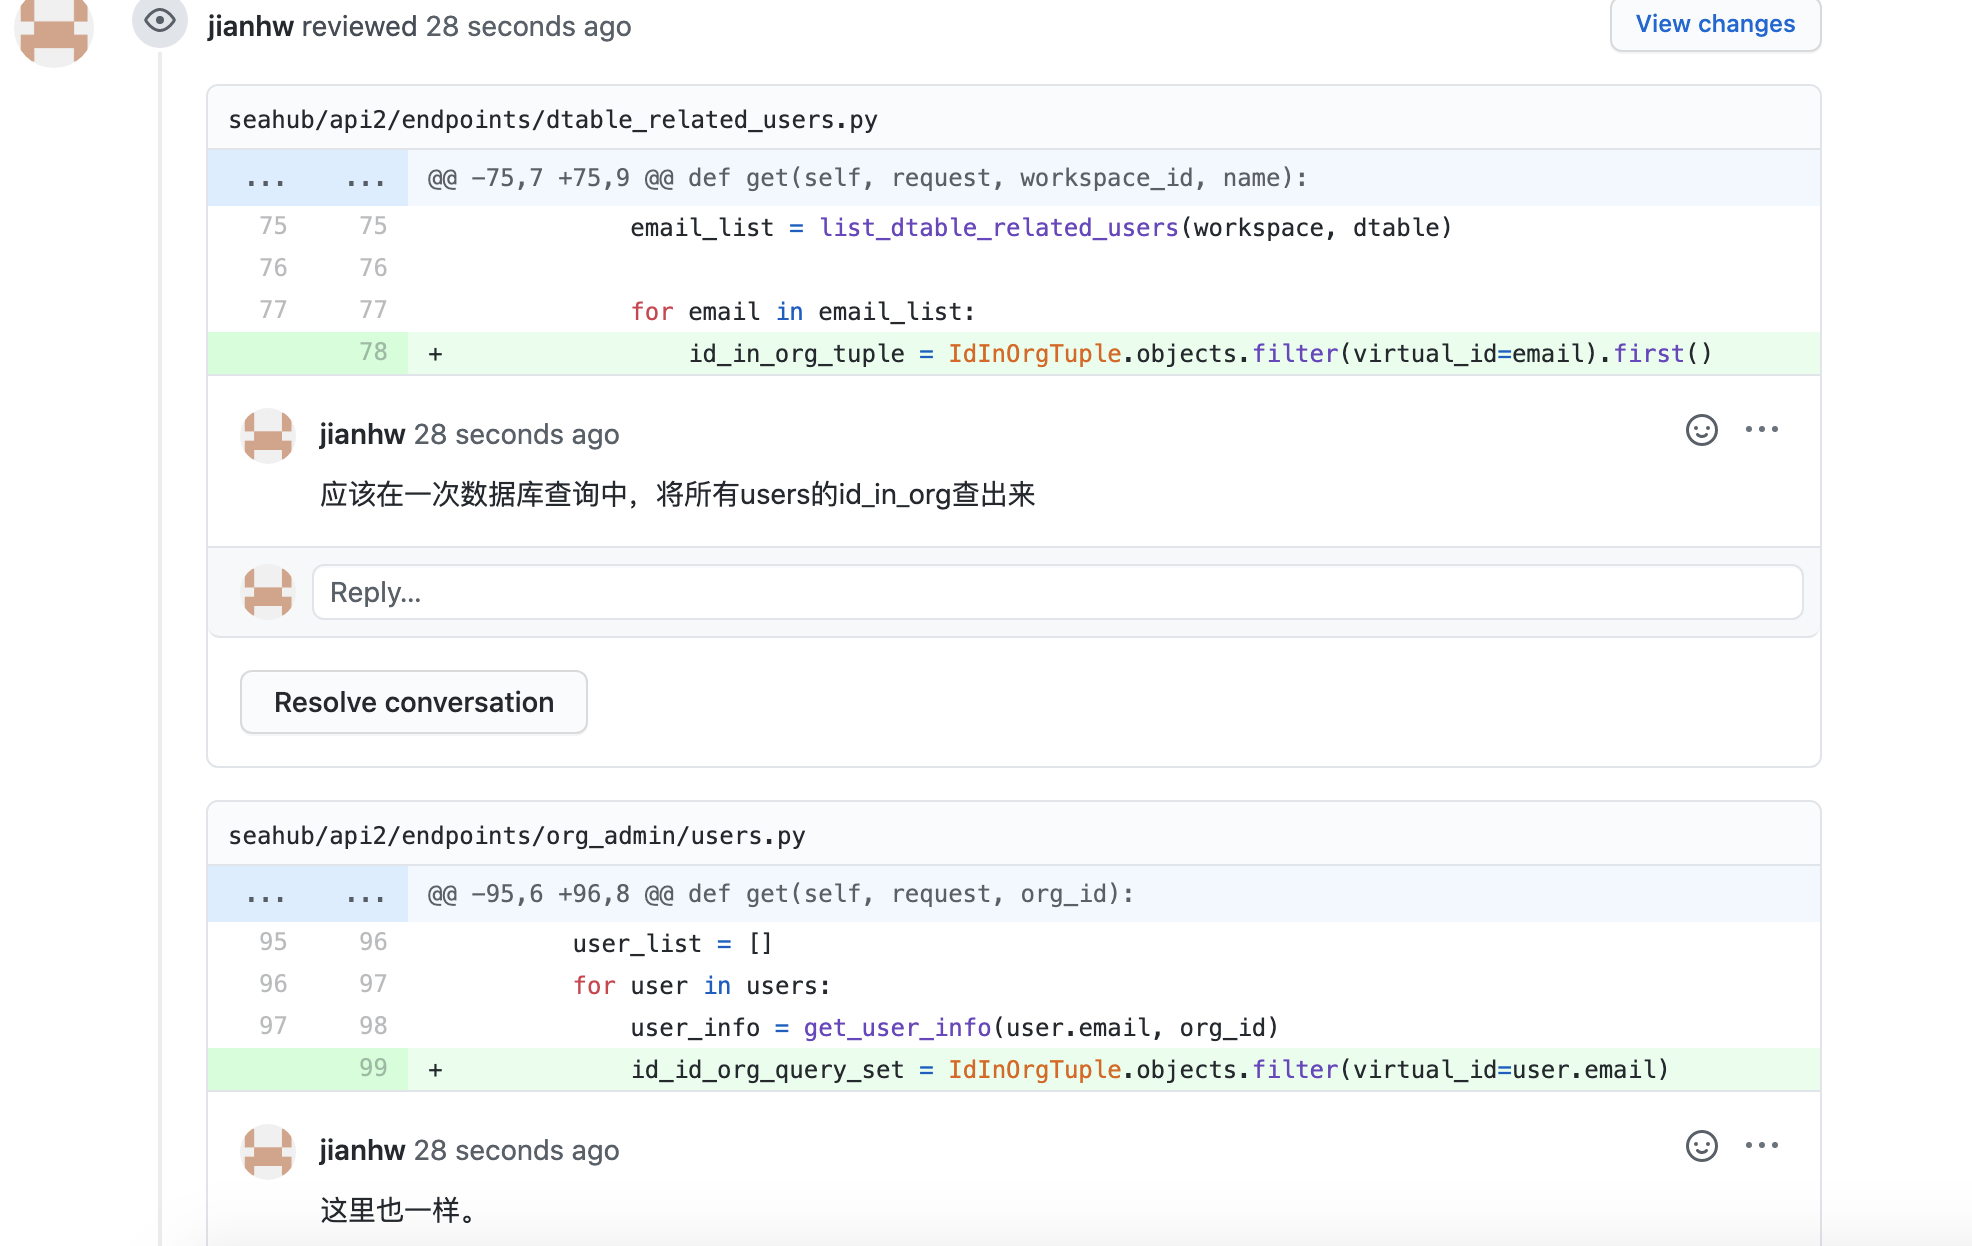 jianhw reviewed 28 seconds ago
View changes
seahub/api2/endpoints/dtable_related_users.py
... ... @@ -75,7 +75,9 @@ def get(self, request, workspace_id, name):
75 75 email_list = list_dtable_related_users(workspace, dtable)
76 76
77 77 for email in email_list:
78 + id_in_org_tuple = IdInOrgTuple.objects.filter(virtual_id=email).first()
jianhw 28 seconds ago
应该在一次数据库查询中，将所有users的id_in_org查出来
Reply...
Resolve conversation
seahub/api2/endpoints/org_admin/users.py
... ... @@ -95,6 +96,8 @@ def get(self, request, org_id):
95 96 user_list = []
96 97 for user in users:
97 98 user_info = get_user_info(user.email, org_id)
99 + id_id_org_query_set = IdInOrgTuple.objects.filter(virtual_id=user.email)
jianhw 28 seconds ago
这里也一样。